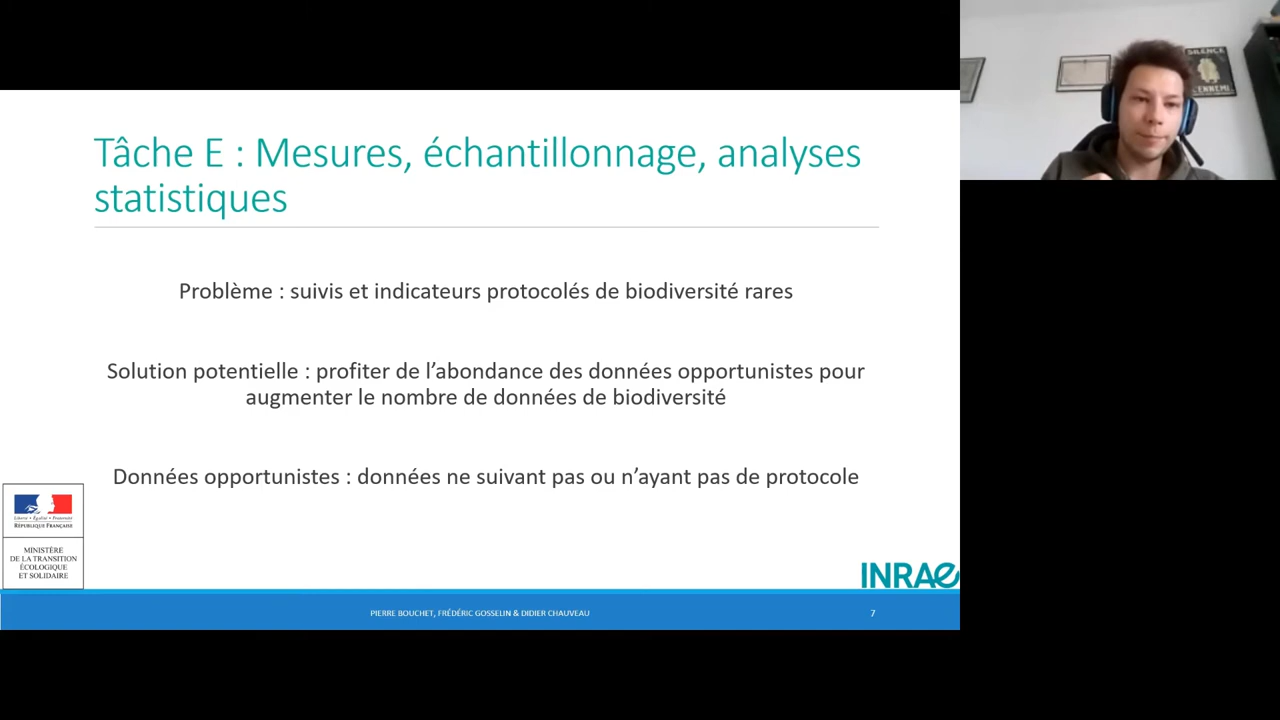 Tâche E : Mesures, échantillonnage, analyses
statistiques
Problème : suivis et indicateurs protocolés de biodiversité rares
Solution potentielle : profiter de l’abondance des données opportunistes pour
augmenter le nombre de données de biodiversité
Données opportunistes : données ne suivant pas ou n’ayant pas de protocole
Liberté • Égalité • Fraternité
RÉPUBLIQUE FRANÇAISE
MINISTÈRE
DE LA TRANSITION
ÉCOLOGIQUE
ET SOLIDAIRE
INRAE
PIERRE BOUCHET, FRÉDÉRIC GOSSELIN & DIDIER CHAUVEAU
7